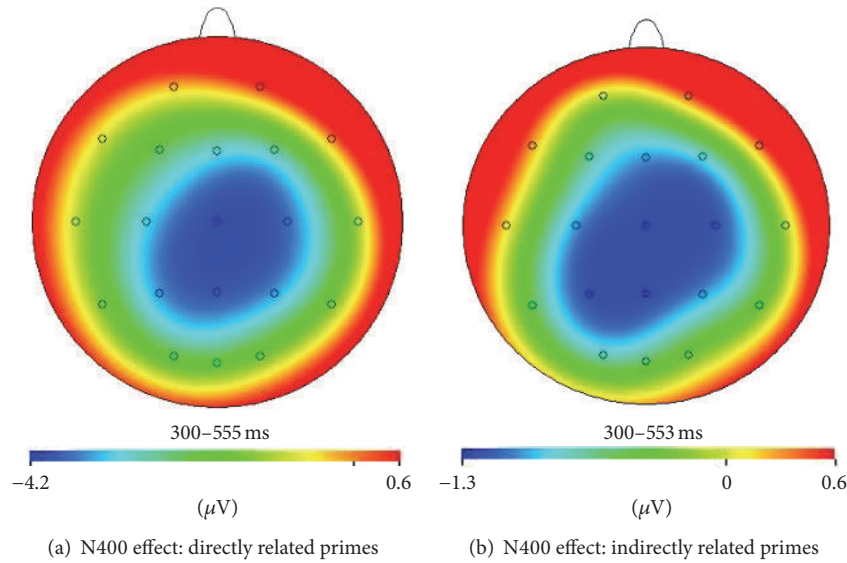 300–555 ms
−4.2
0.6
(μV)
(a) N400 effect: directly related primes
300–553 ms
−1.3
0
0.6
(μV)
(b) N400 effect: indirectly related primes